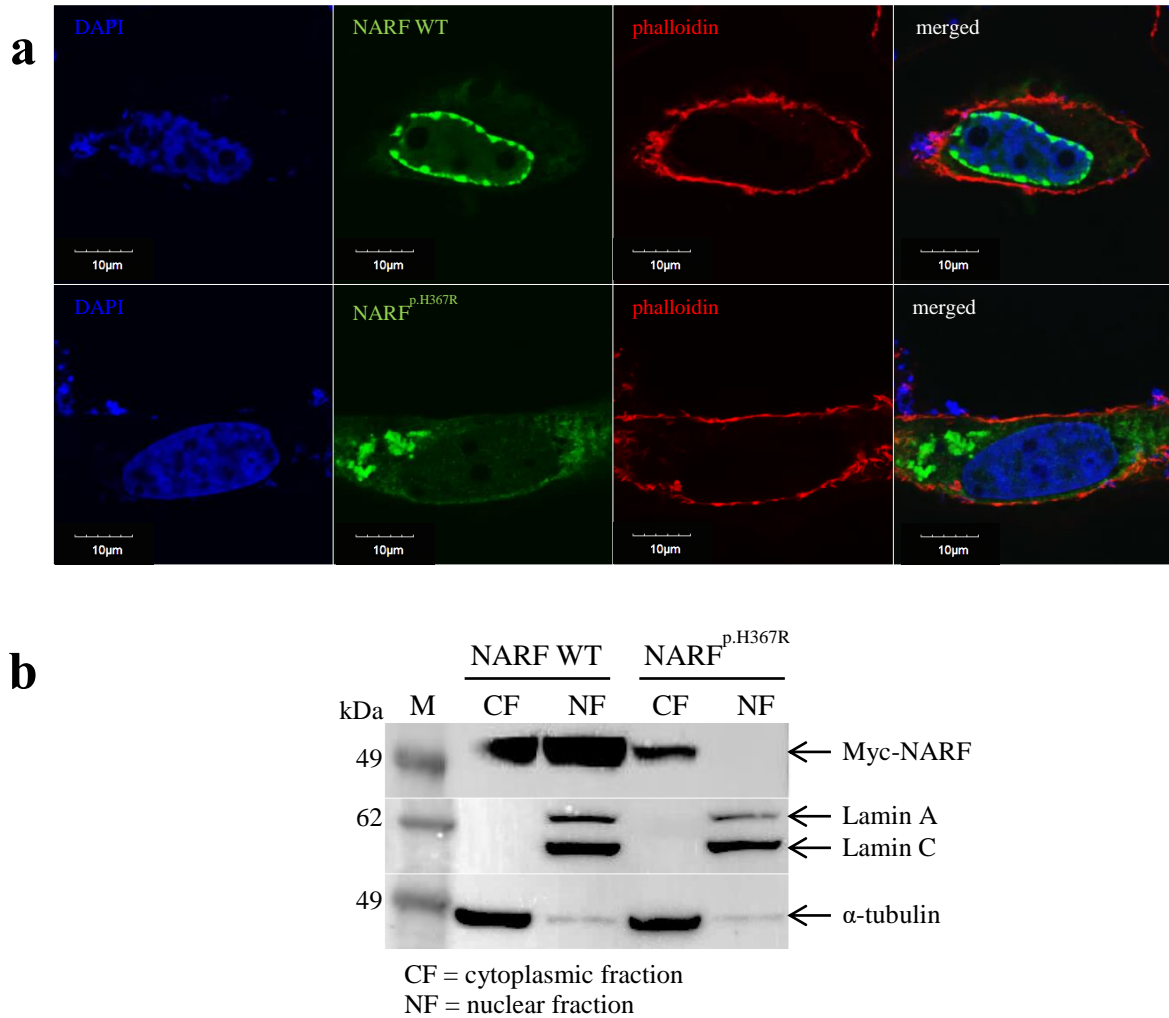 a
DAPI NARF WT phalloidin merged
10μm 10μm 10μm 10μm
DAPI NARF p.H367R phalloidin merged
10μm 10μm 10μm 10μm
b
NARF WT NARF p.H367R
kDa M CF NF CF NF
49 Myc-NARF
62 Lamin A
Lamin C
49 α-tubulin
CF = cytoplasmic fraction
NF = nuclear fraction